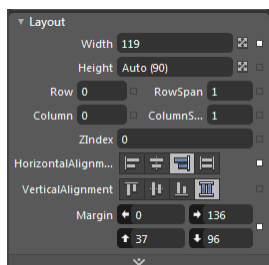 Layout
Width 119
Height Auto (90)
Row 0 RowSpan 1
Column 0 ColumnS... 1
ZIndex 0
HorizontalAlignm...
VerticalAlignment
Margin 0 136
37 96